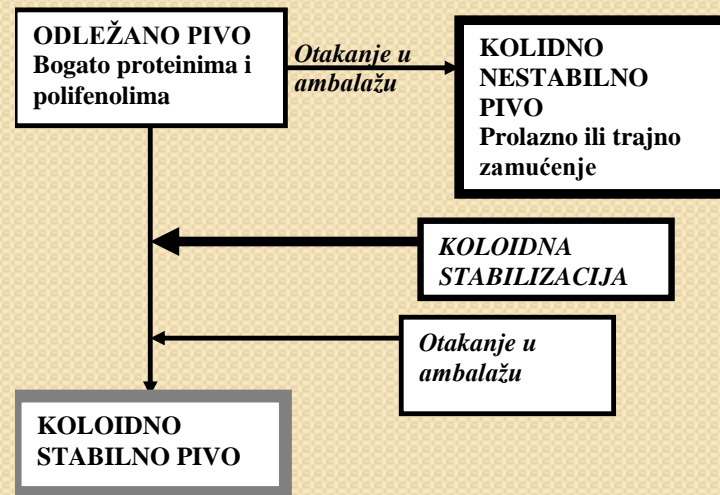 ODLEŽANO PIVO
Bogato proteinima i
polifenolima
Otakanje u
ambalažu
KOLIDNO
NESTABILNO
PIVO
Prolazno ili trajno
zamućenje
KOLOIDNA
STABILIZACIJA
Otakanje u
ambalažu
KOLOIDNO
STABILNO PIVO